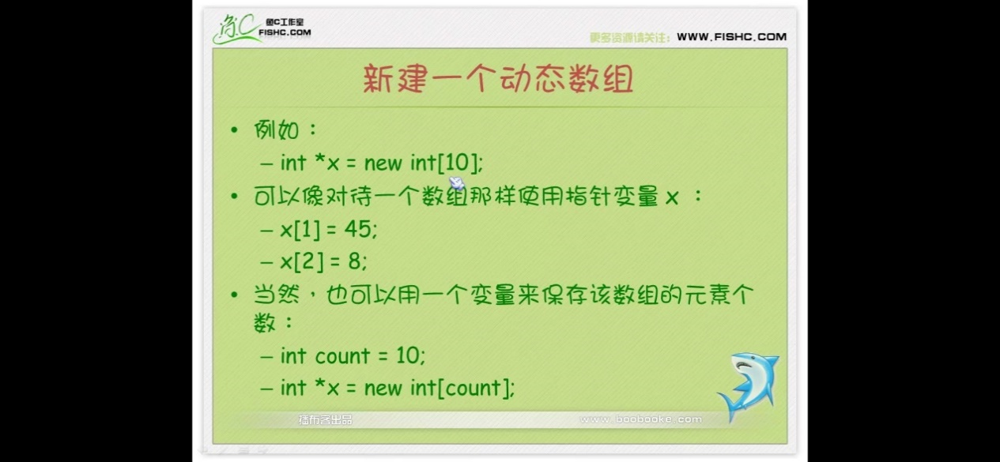 鱼C工作室
FISHC.COM
更多资源请关注: WWW.FISHC.COM
新建一个动态数组
• 例如：
– int *x = new int[10];
• 可以像对待一个数组那样使用指针变量 x ：
– x[1] = 45;
– x[2] = 8;
• 当然，也可以用一个变量来保存该数组的元素个
数：
– int count = 10;
– int *x = new int[count];
播布客出品
www.boobooke.com